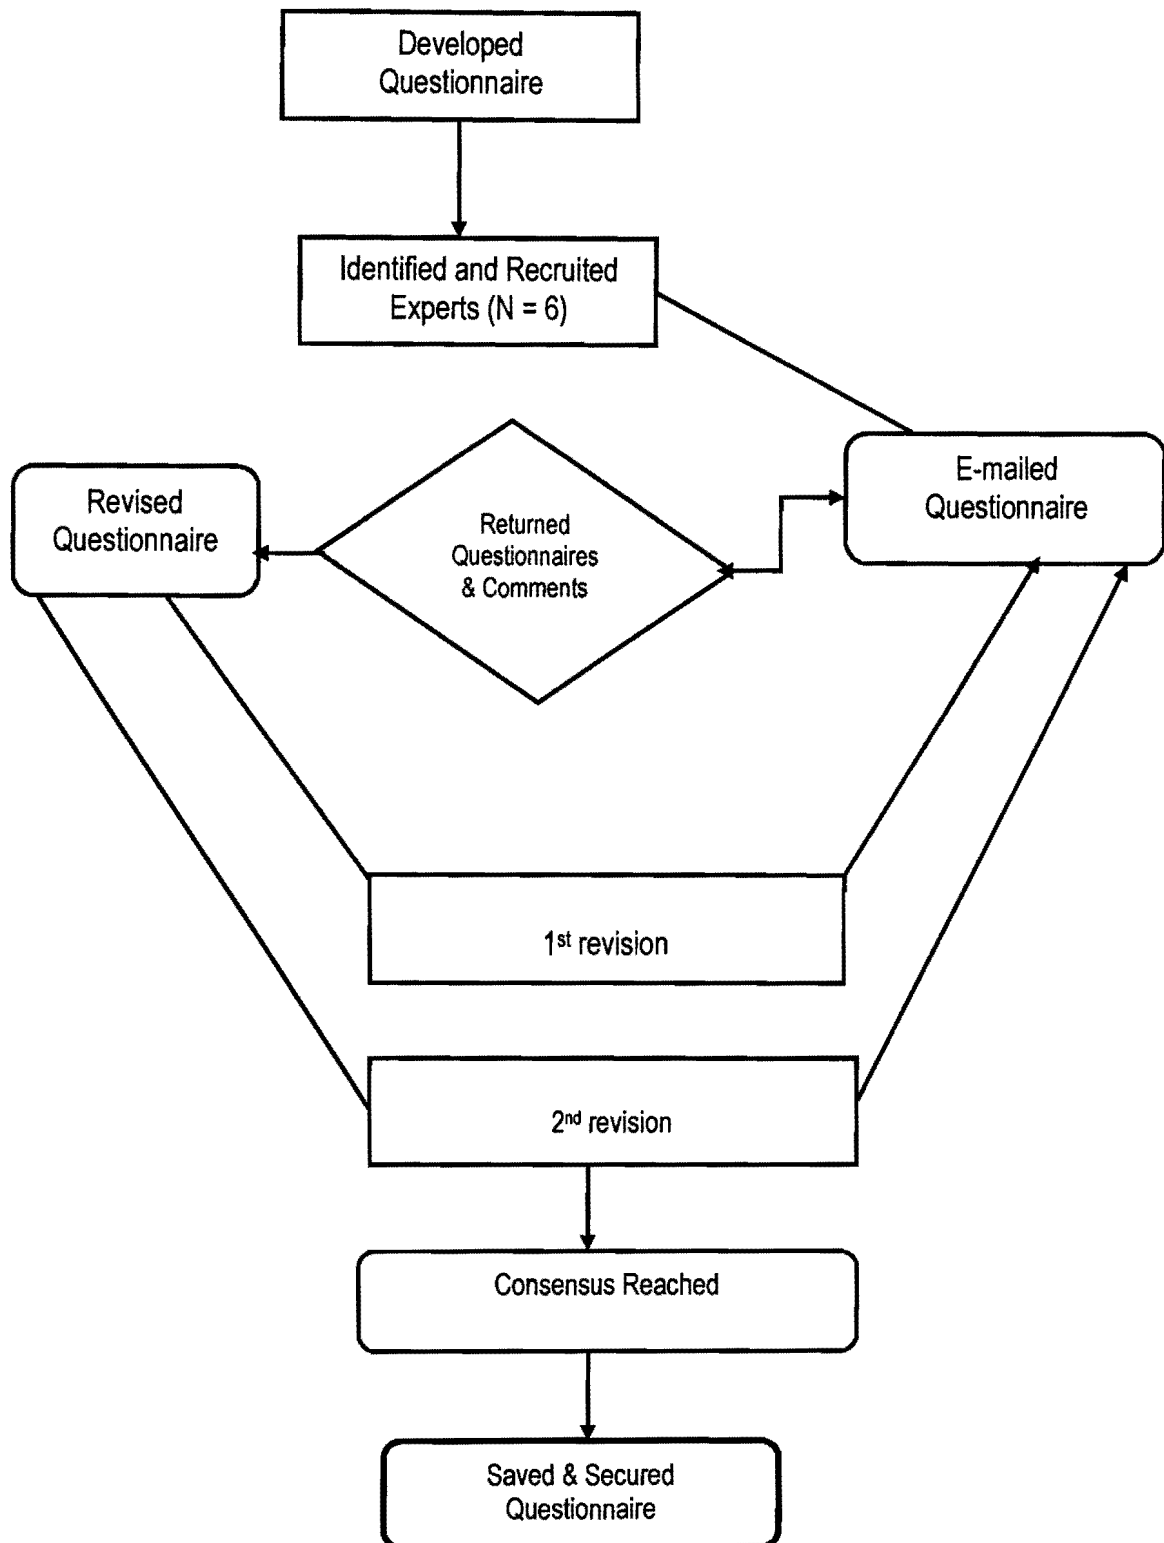 Developed
Questionnaire
Identified and Recruited
Experts (N = 6)
E-mailed
Questionnaire
Revised
Questionnaire
Returned
Questionnaires
& Comments
1st revision
2nd revision
Consensus Reached
Saved & Secured
Questionnaire